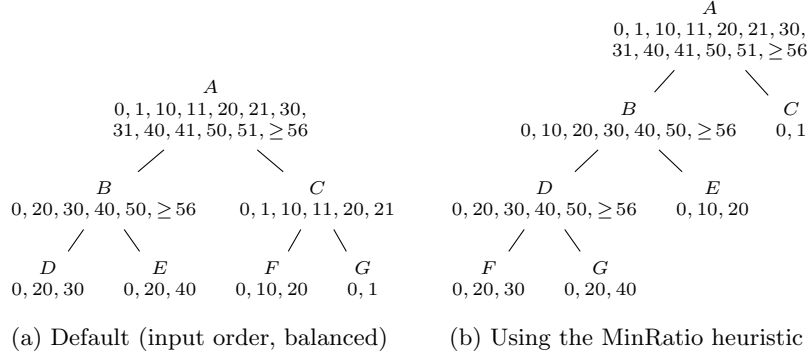 A
0, 1, 10, 11, 20, 21, 30,
31, 40, 41, 50, 51, ≥ 56
B
0, 20, 30, 40, 50, ≥ 56
C
0, 1, 10, 11, 20, 21
D
0, 20, 30
E
0, 20, 40
F
0, 10, 20
G
0, 1
(a) Default (input order, balanced)
A
0, 1, 10, 11, 20, 21, 30,
31, 40, 41, 50, 51, ≥ 56
B
0, 10, 20, 30, 40, 50, ≥ 56
C
0, 1
D
0, 20, 30, 40, 50, ≥ 56
E
0, 10, 20
F
0, 20, 30
G
0, 20, 40
(b) Using the MinRatio heuristic